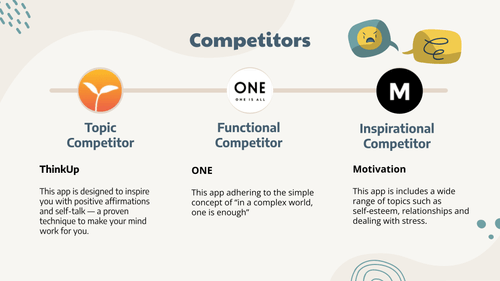 Competitors
ONE
ONE IS ALL
M
Topic
Competitor
Functional
Competitor
Inspirational
Competitor
ThinkUp
This app is designed to inspire
you with positive affirmations
and self-talk — a proven
technique to make your mind
work for you.
ONE
This app adhering to the simple
concept of “in a complex world,
one is enough”
Motivation
This app is includes a wide
range of topics such as
self-esteem, relationships and
dealing with stress.